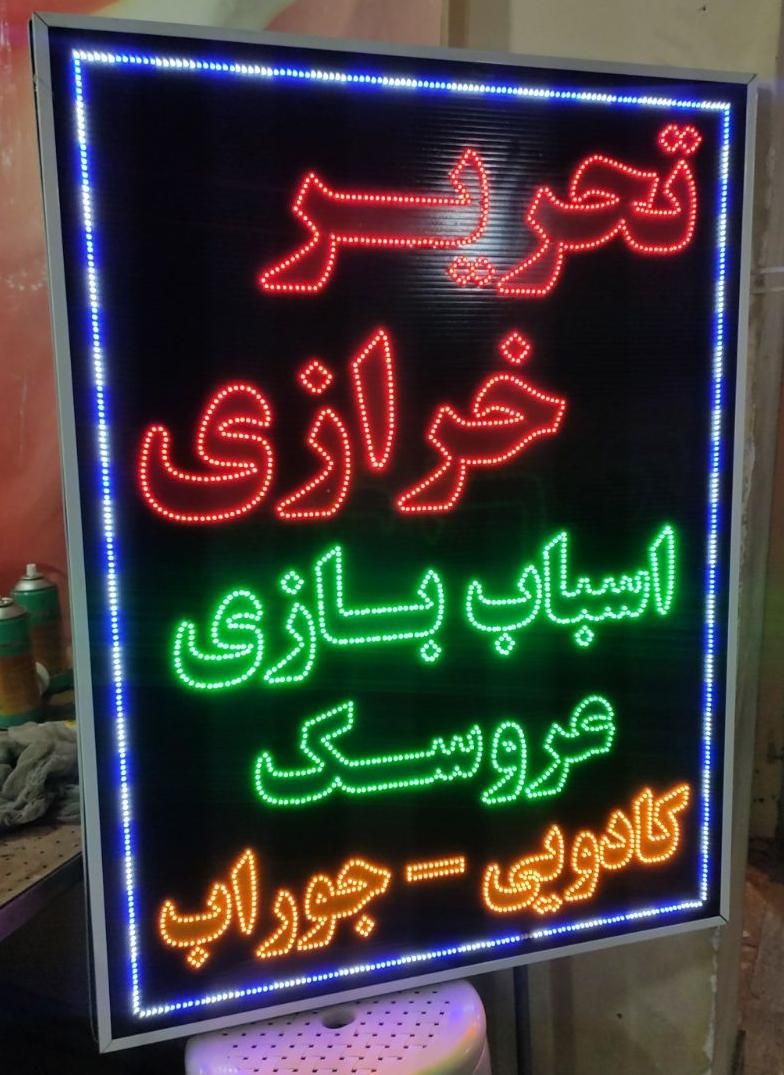 تحریر
خرازی
اسباب بازی
عروسک
کادویی - جوراب